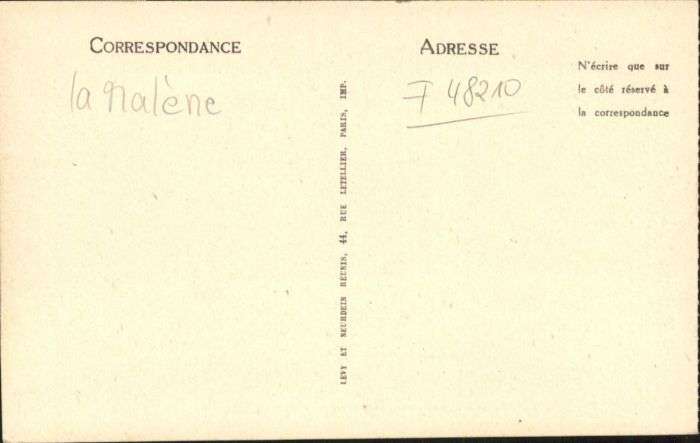 CORRESPONDANCE
la Malène
ADRESSE
F 48210
N'écrire que sur
le côté réservé à
la correspondance
LEVY ET NEURDEIN RÉUNIS, 44, RUE LETELLIER, PARIS, IMP.